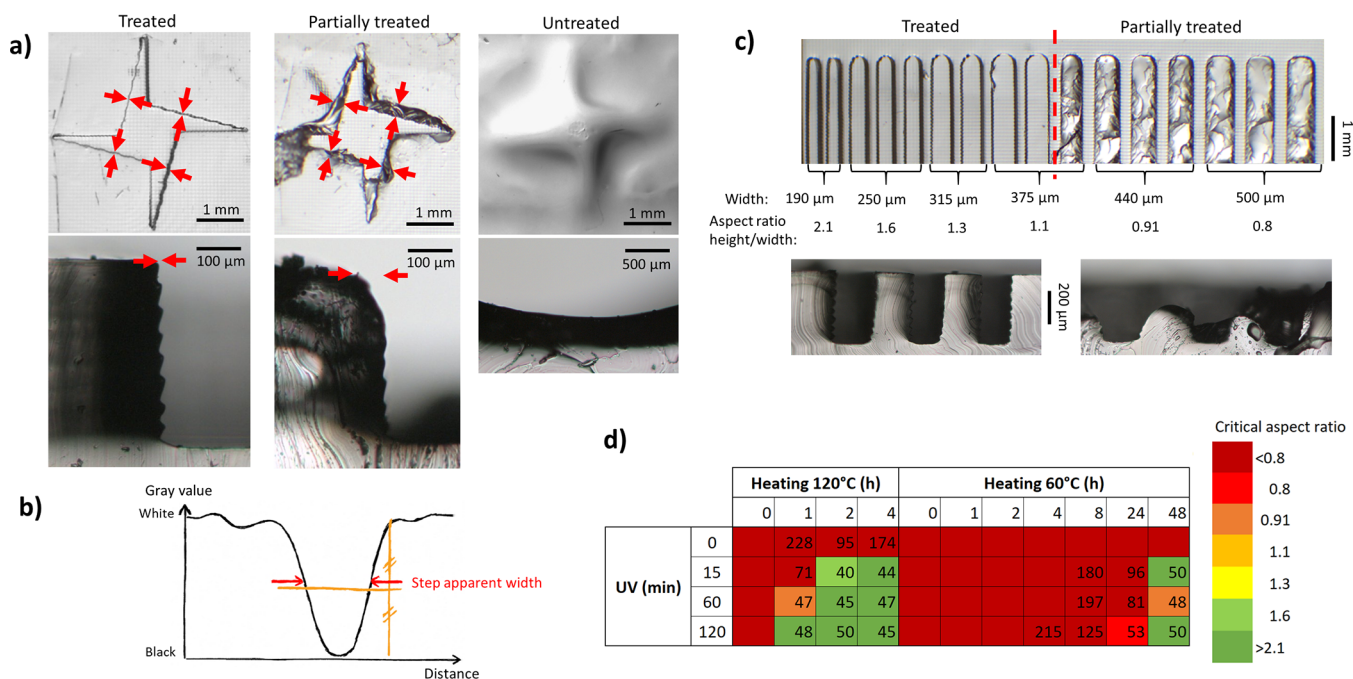 a)
Treated
Partially treated
Untreated
1 mm
1 mm
1 mm
100 µm
100 µm
500 µm
b)
Gray value
White
Step apparent width
Black
Distance
c)
Treated
Partially treated
1 mm
Width: 190 µm 250 µm 315 µm 375 µm 440 µm 500 µm
Aspect ratio
height/width: 2.1 1.6 1.3 1.1 0.91 0.8
200 µm
d)
Heating 120°C (h) Heating 60°C (h)
0 1 2 4 0 1 2 4 8 24 48
UV (min)
0 228 95 174
15 71 40 44 180 96 50
60 47 45 47 197 81 48
120 48 50 45 215 125 53 50
Critical aspect ratio
<0.8
0.8
0.91
1.1
1.3
1.6
>2.1